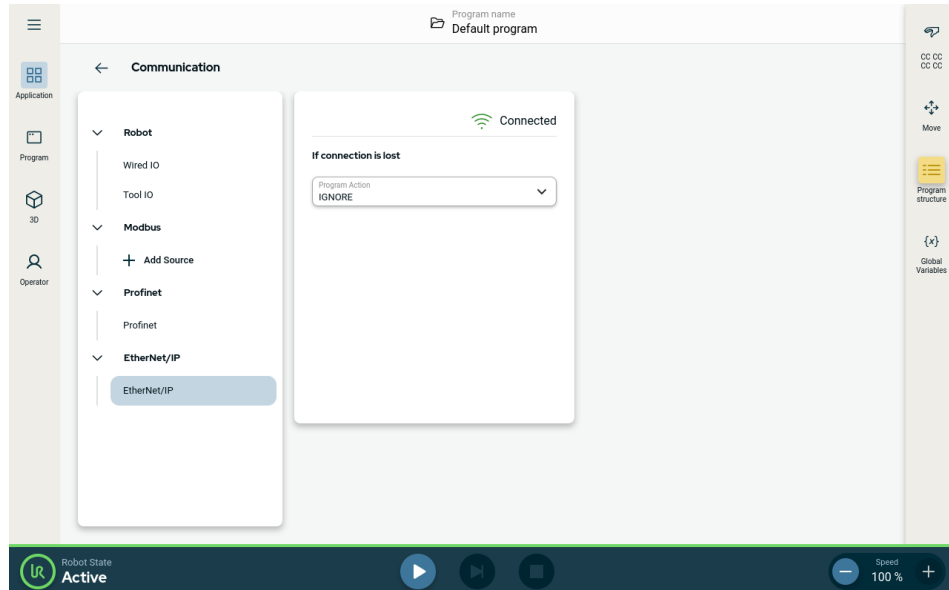 Program name
Default program
Communication
Application
Program
3D
Operator
Robot
Wired IO
Tool IO
Modbus
Add Source
Profinet
Profinet
EtherNet/IP
EtherNet/IP
Connected
If connection is lost
Program Action
IGNORE
CC CC
CC CC
Move
Program
structure
{x}
Global
Variables
UR
Robot State
Active
Speed
100 %